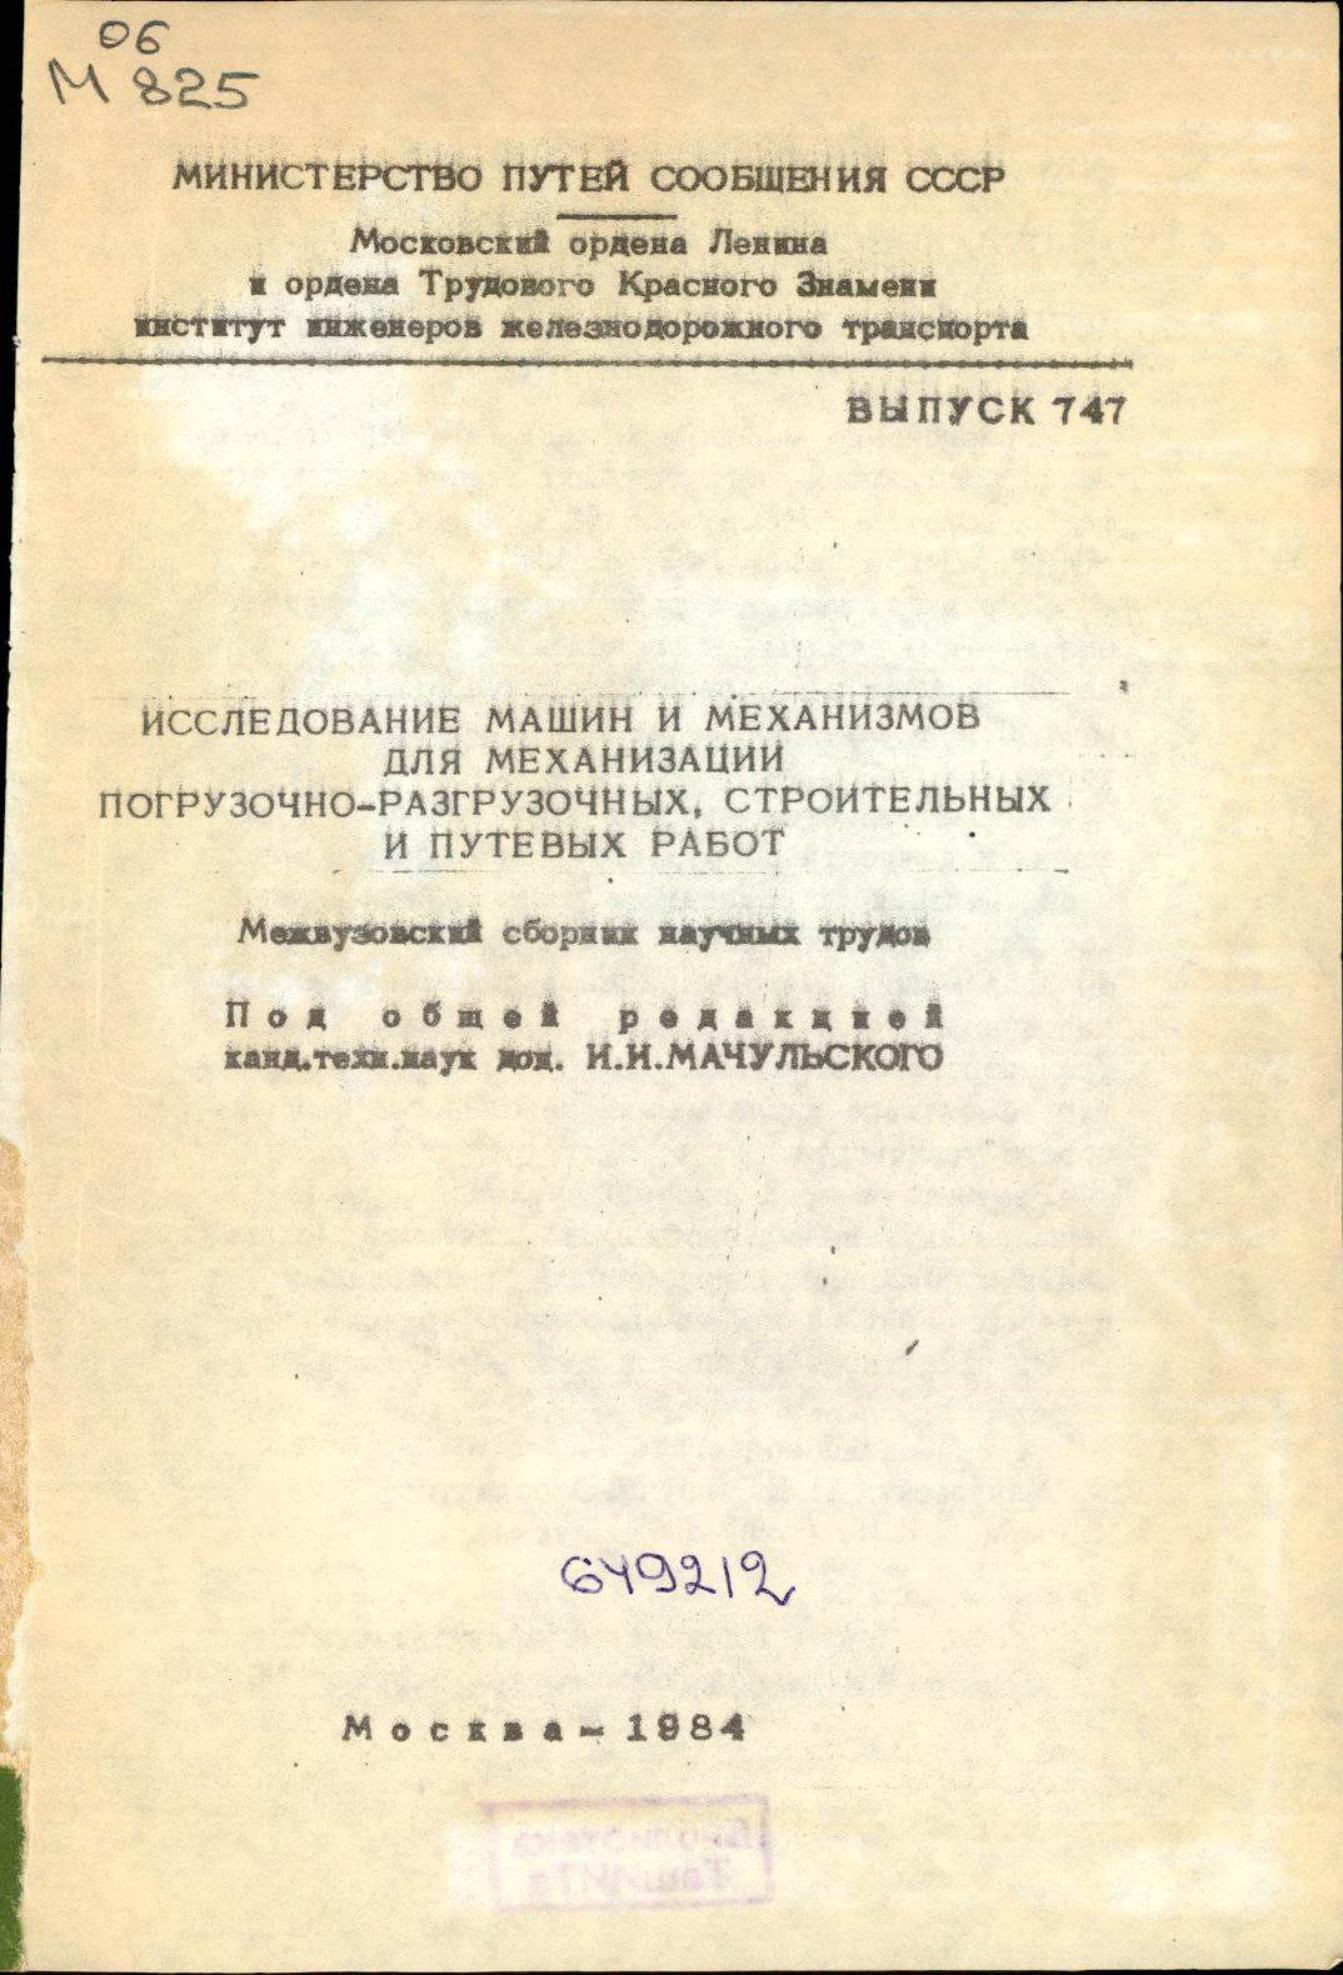 06
М 825
МИНИСТЕРСТВО ПУТЕЙ СООБЩЕНИЯ СССР
Московский ордена Ленина
и ордена Трудового Красного Знамени
институт инженеров железнодорожного транспорта
ВЫПУСК 747
ИССЛЕДОВАНИЕ МАШИН И МЕХАНИЗМОВ
ДЛЯ МЕХАНИЗАЦИИ
ПОГРУЗОЧНО-РАЗГРУЗОЧНЫХ, СТРОИТЕЛЬНЫХ
И ПУТЕВЫХ РАБОТ
Межвузовский сборник научных трудов
Под общей редакцией
канд.техн.наук доц. И.И.МАЧУЛЬСКОГО
649212
Москва-1984
Библиотека
ТашИИТа